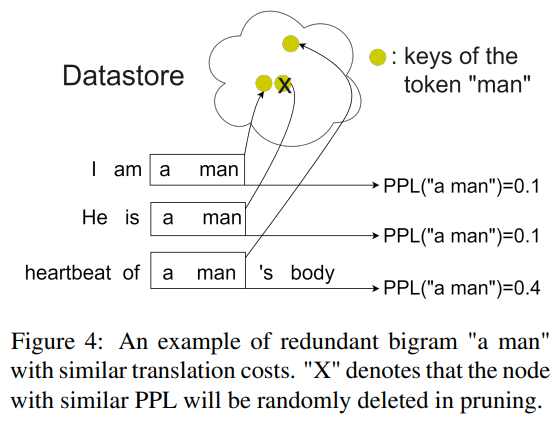 Datastore
X
: keys of the
token "man"
I am a man
PPL("a man")=0.1
He is a man
PPL("a man")=0.1
heartbeat of a man 's body
PPL("a man")=0.4
Figure 4: An example of redundant bigram "a man"
with similar translation costs. "X" denotes that the node
with similar PPL will be randomly deleted in pruning.